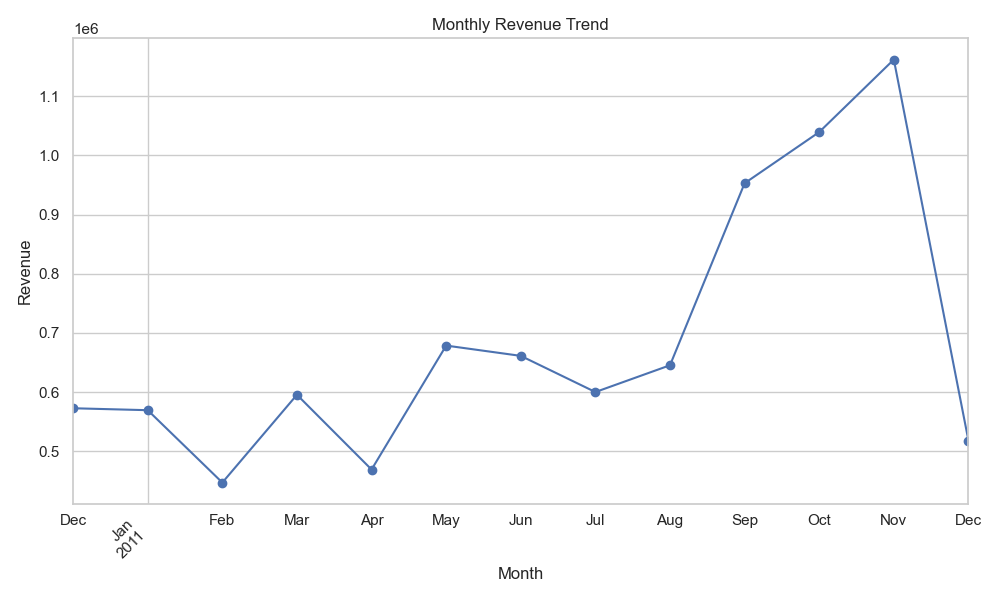 Monthly Revenue Trend
1e6
1.1
1.0
0.9
0.8
0.7
0.6
0.5
Revenue
Dec
Jan
2011
Feb
Mar
Apr
May
Jun
Jul
Aug
Sep
Oct
Nov
Dec
Month